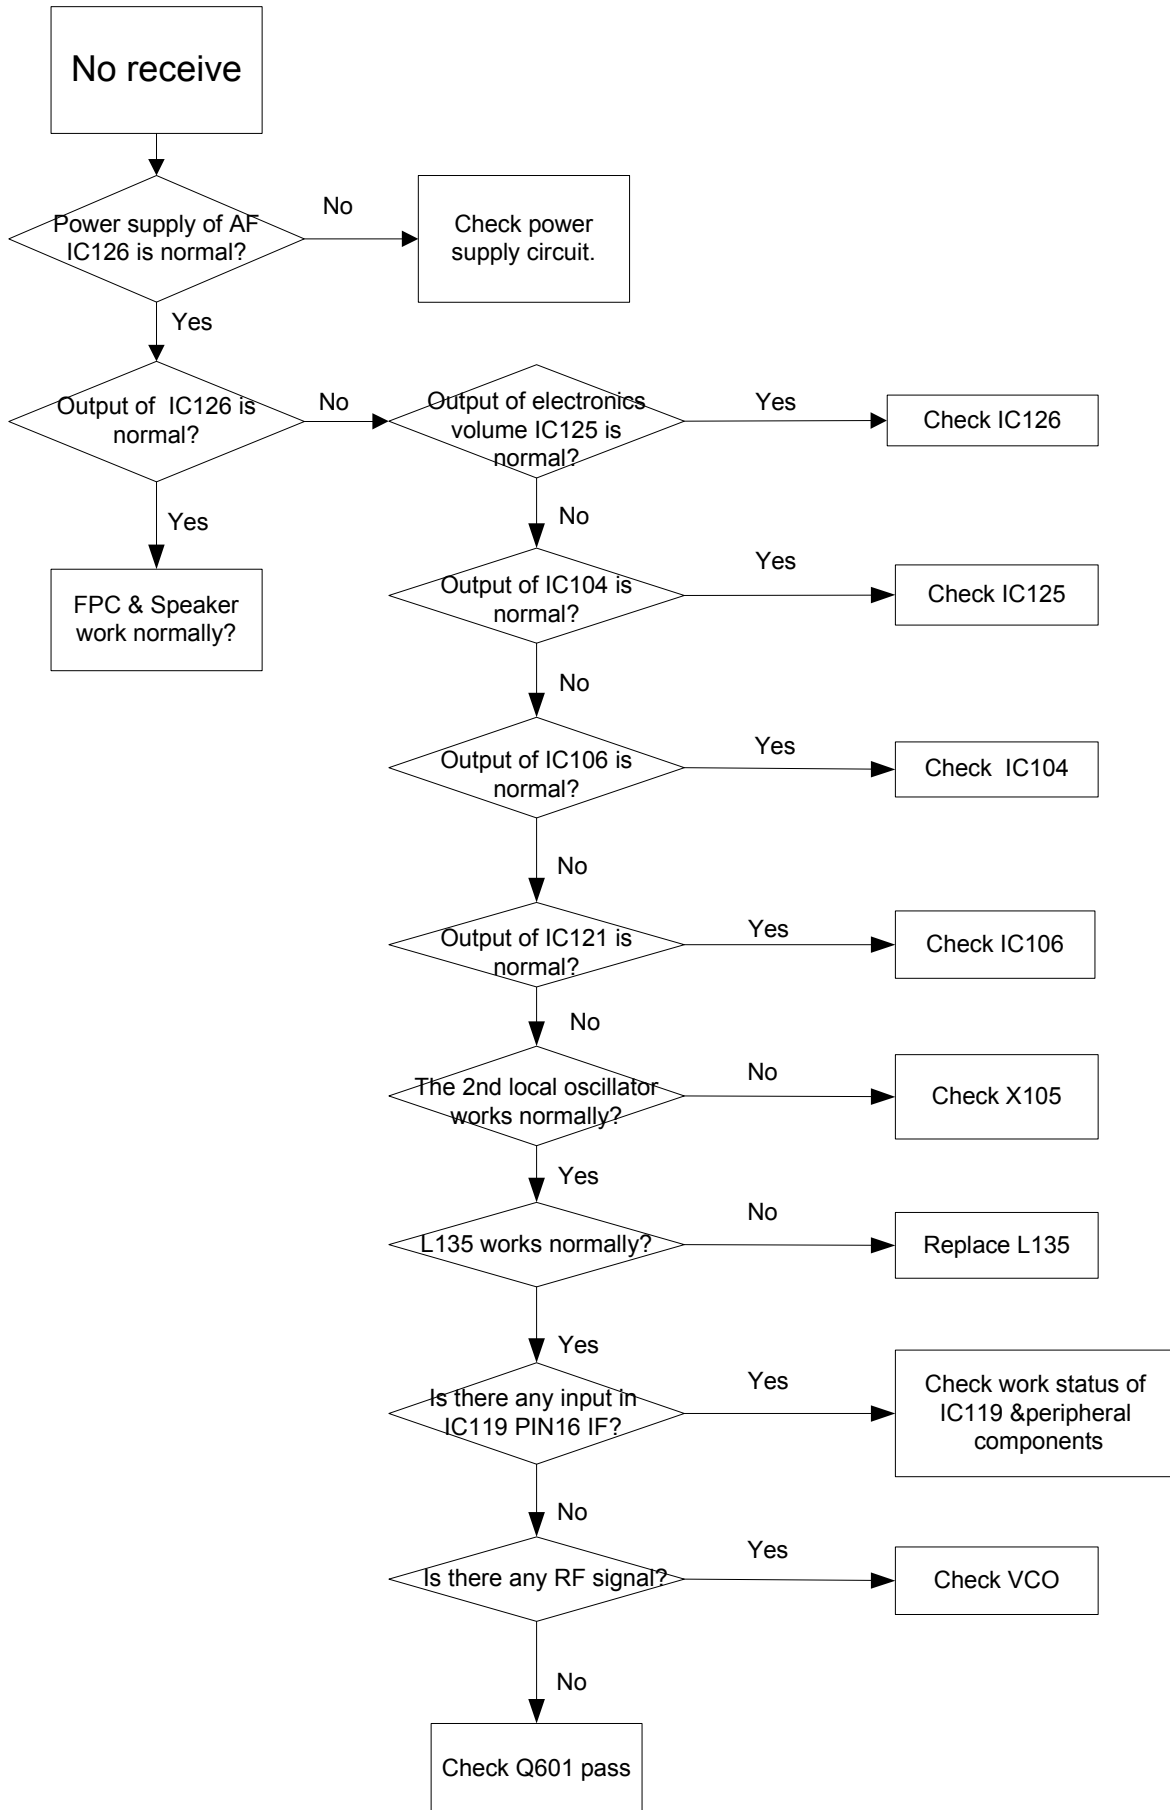 No receive
Power supply of AF
IC126 is normal?
No
Check power
supply circuit.
Yes
Output of IC126 is
normal?
No
Output of electronics
volume IC125 is
normal?
Yes
Check IC126
Yes
FPC & Speaker
work normally?
No
Output of IC104 is
normal?
Yes
Check IC125
No
Output of IC106 is
normal?
Yes
Check IC104
No
Output of IC121 is
normal?
Yes
Check IC106
No
The 2nd local oscillator
works normally?
No
Check X105
Yes
L135 works normally?
No
Replace L135
Yes
Is there any input in
IC119 PIN16 IF?
Yes
Check work status of
IC119 &peripheral
components
No
Is there any RF signal?
Yes
Check VCO
No
Check Q601 pass